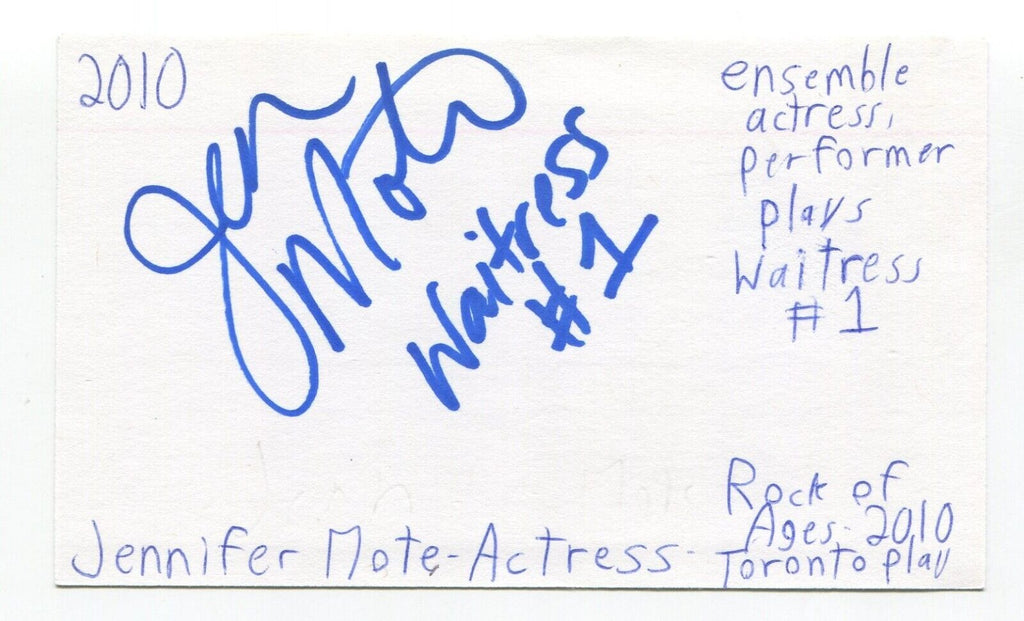 2010
Jen Mote
Waitress
#1
ensemble
actress,
performer
plays
Waitress
#1
Jennifer Mote-Actress-
Rock of
Ages-2010
Toronto play